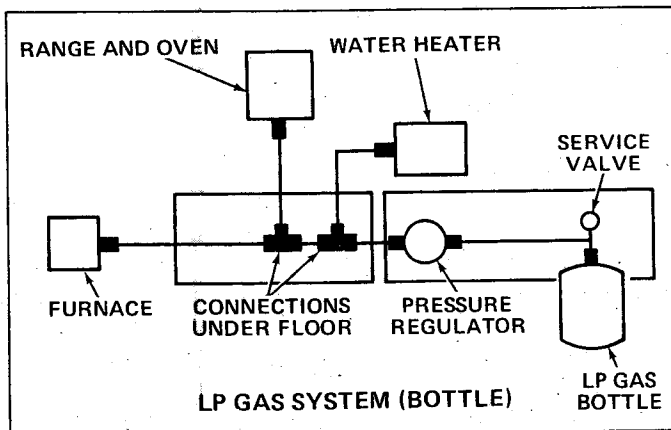 RANGE AND OVEN
WATER HEATER
SERVICE
VALVE
FURNACE
CONNECTIONS
UNDER FLOOR
PRESSURE
REGULATOR
LP GAS
BOTTLE
LP GAS SYSTEM (BOTTLE)